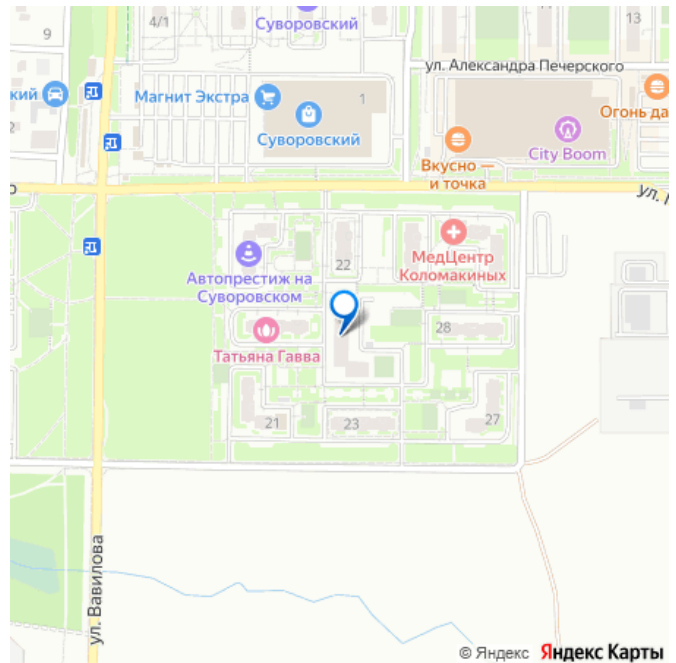 Суворовский
4/1
9
13
ул. Александра Печерского
кий
Магнит Экстра
1
Огонь да
2
Суворовский
City Boom
Вкусно —
и точка
о
ул. П
МедЦентр
Коломакиных
22
Автопрестиж на
Суворовском
28
Татьяна Гавва
21
23
27
ул. Вавилова
© Яндекс Яндекс Карты